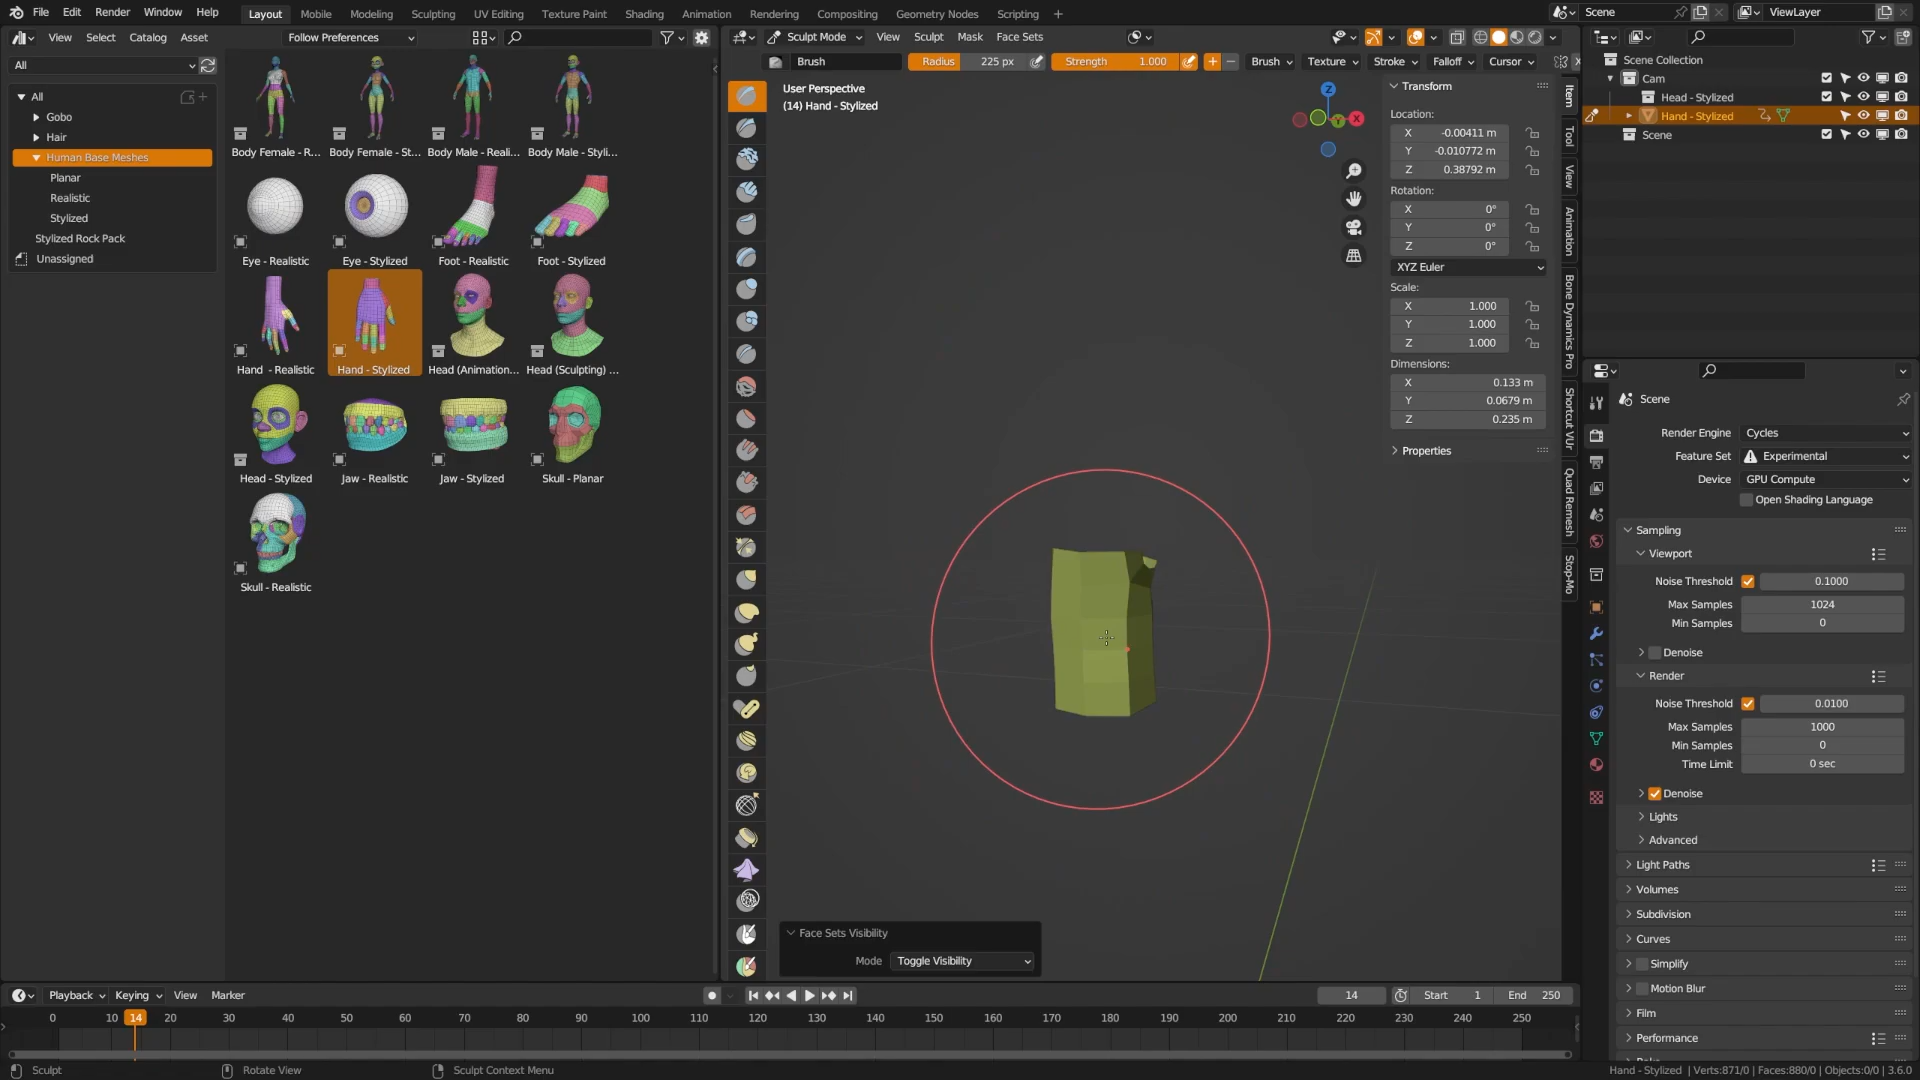 File Edit Render Window Help Layout Mobile Modeling Sculpting UV Editing Texture Paint Shading Animation Rendering Compositing Geometry Nodes Scripting + Scene ViewLayer
View Select Catalog Asset Follow Preferences Sculpt Mode View Sculpt Mask Face Sets
All Brush Radius 225 px Strength 1.000 Brush Texture Stroke Falloff Cursor X
All
Gobo
Hair
Human Base Meshes
Planar
Realistic
Stylized
Stylized Rock Pack
Unassigned
Body Female - R... Body Female - St... Body Male - Reali... Body Male - Styli...
Eye - Realistic Eye - Stylized Foot - Realistic Foot - Stylized
Hand - Realistic Hand - Stylized Head (Animation... Head (Sculpting) ...
Head - Stylized Jaw - Realistic Jaw - Stylized Skull - Planar
Skull - Realistic
User Perspective
(14) Hand - Stylized
Z
X
Y
Transform
Location:
X -0.00411 m
Y -0.010772 m
Z 0.38792 m
Rotation:
X 0°
Y 0°
Z 0°
XYZ Euler
Scale:
X 1.000
Y 1.000
Z 1.000
Dimensions:
X 0.133 m
Y 0.0679 m
Z 0.235 m
Properties
Item
Tool
View
Animation
Bone Dynamics Pro
Shortcut VUr
Quad Remesh
Stop-Mo
Face Sets Visibility
Mode Toggle Visibility
Scene Collection
Cam
Head - Stylized
Hand - Stylized
Scene
Scene
Render Engine Cycles
Feature Set Experimental
Device GPU Compute
Open Shading Language
Sampling
Viewport
Noise Threshold 0.1000
Max Samples 1024
Min Samples 0
Denoise
Render
Noise Threshold 0.0100
Max Samples 1000
Min Samples 0
Time Limit 0 sec
Denoise
Lights
Advanced
Light Paths
Volumes
Subdivision
Curves
Simplify
Motion Blur
Film
Performance
Playback Keying View Marker 14 Start 1 End 250
0 10 14 20 30 40 50 60 70 80 90 100 110 120 130 140 150 160 170 180 190 200 210 220 230 240 250
Sculpt Rotate View Sculpt Context Menu Hand - Stylized | Verts:871/0 | Faces:880/0 | Objects:0/0 | 3.6.0